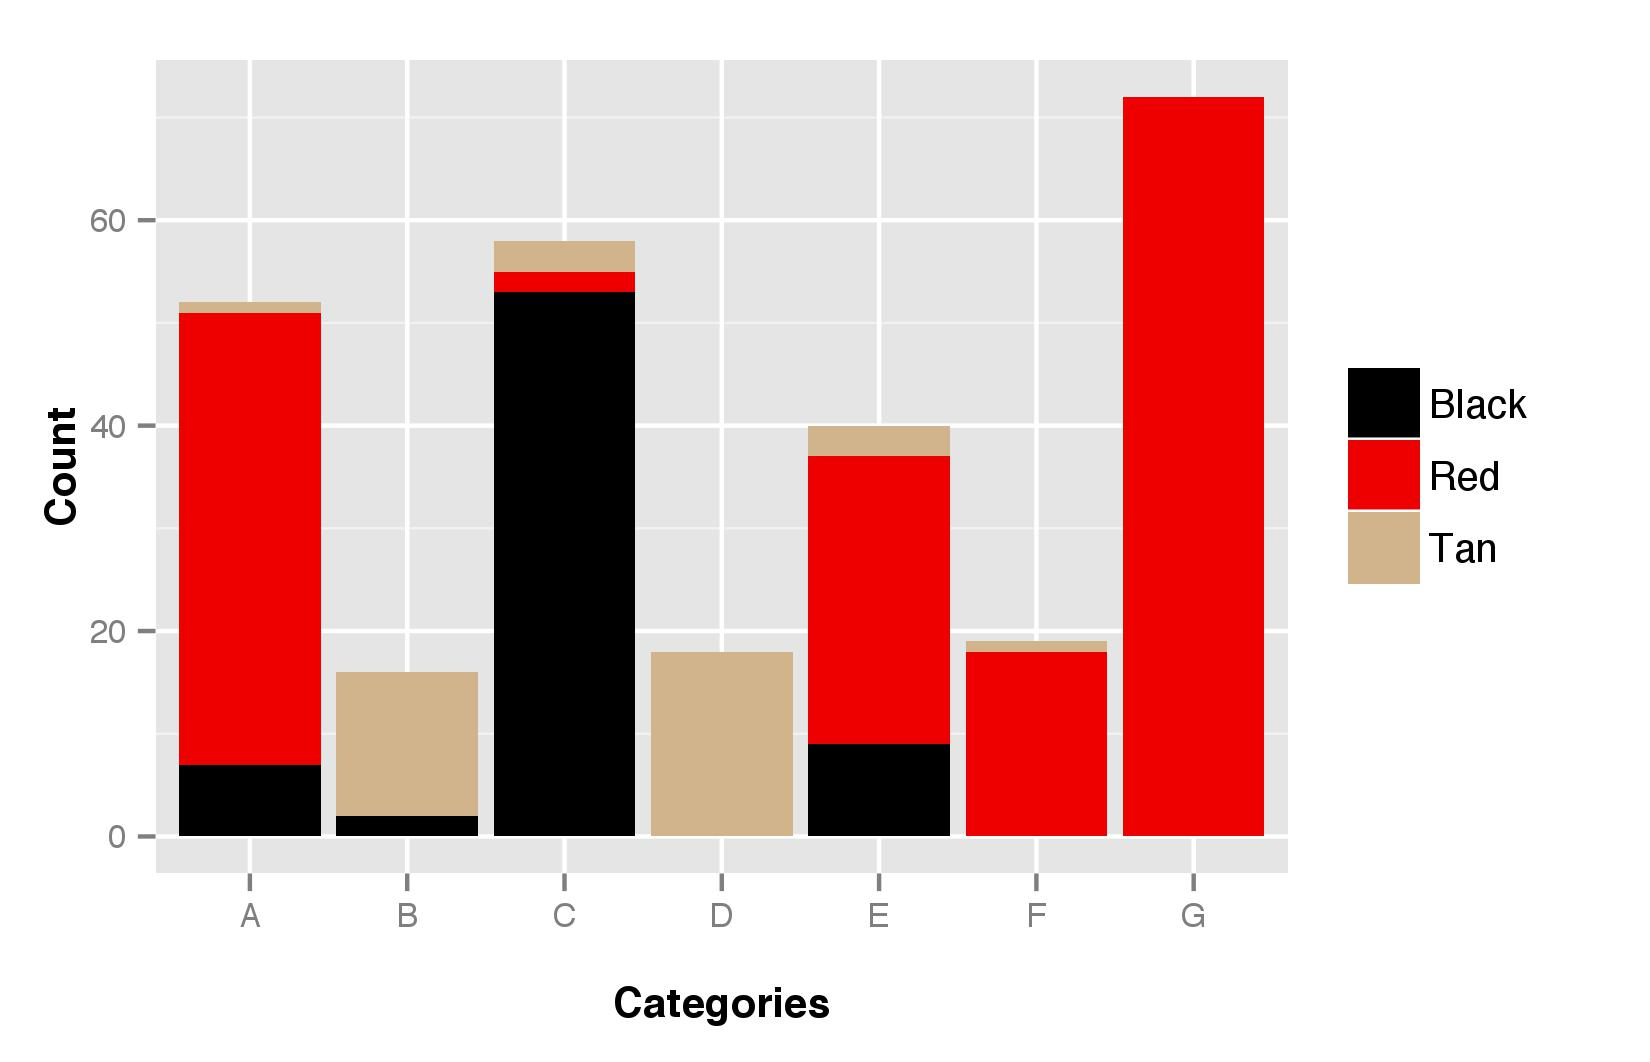 Count
60
40
20
0
A B C D E F G
Categories
Black
Red
Tan